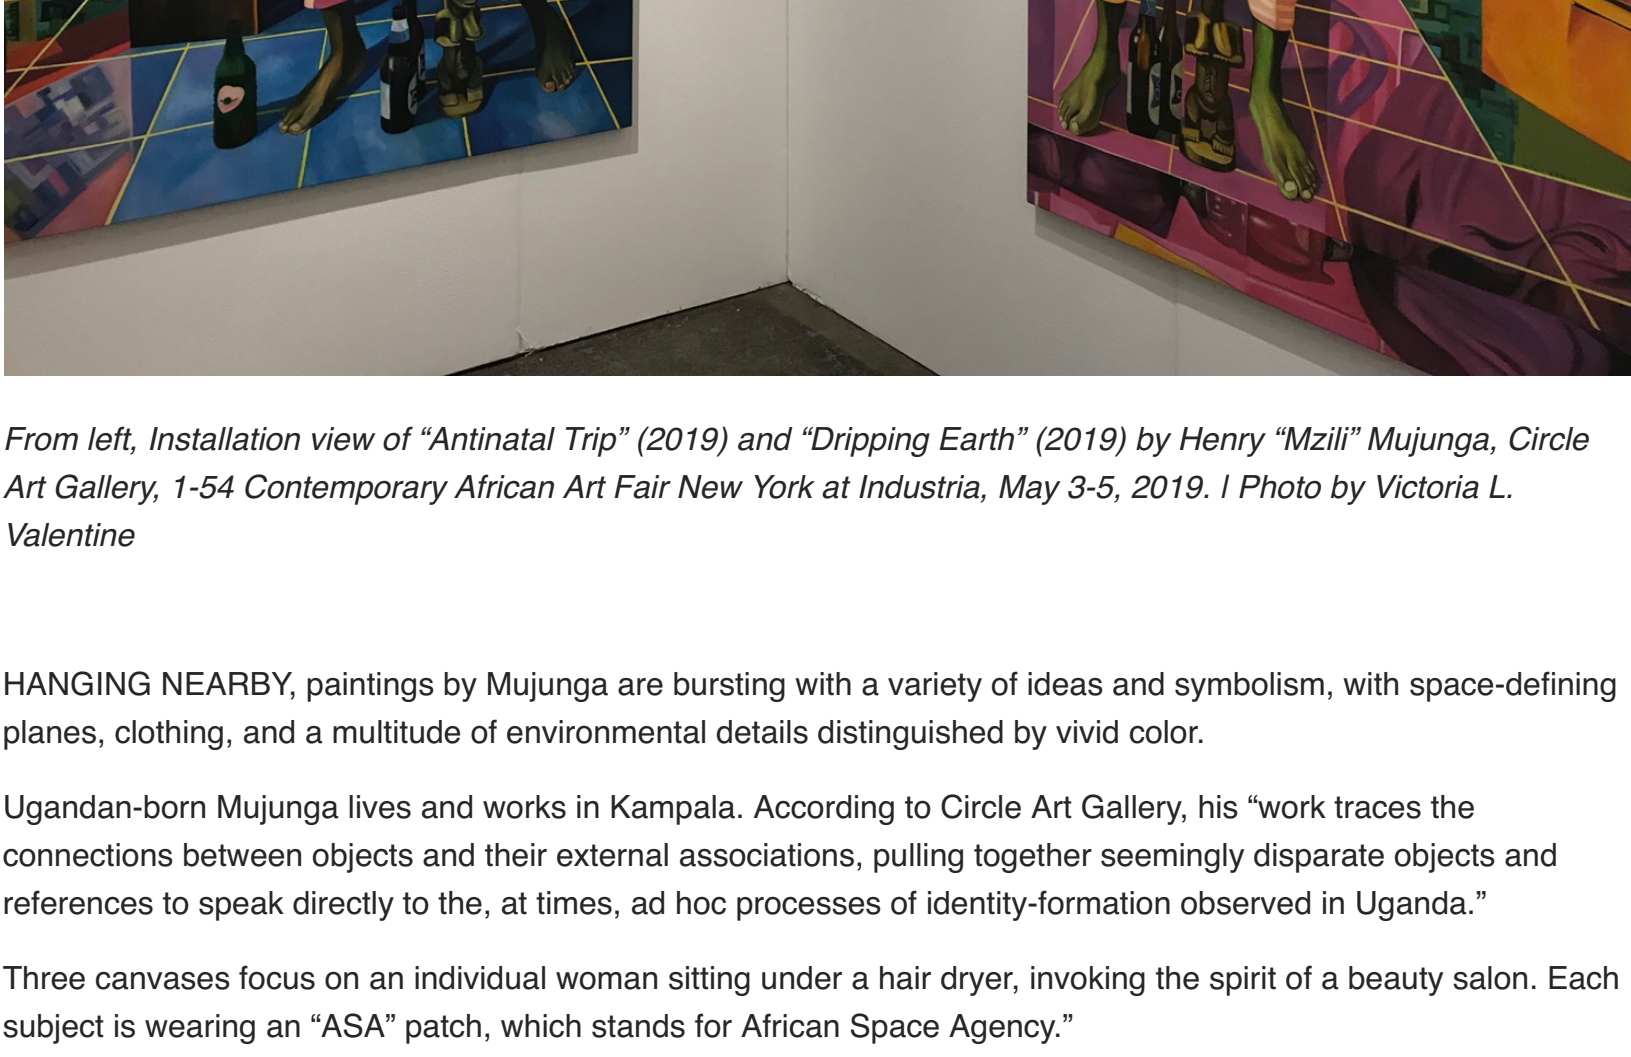 From left, Installation view of “Antinatal Trip” (2019) and “Dripping Earth” (2019) by Henry “Mzili” Mujunga, Circle
Art Gallery, 1-54 Contemporary African Art Fair New York at Industria, May 3-5, 2019. | Photo by Victoria L.
Valentine
HANGING NEARBY, paintings by Mujunga are bursting with a variety of ideas and symbolism, with space-defining
planes, clothing, and a multitude of environmental details distinguished by vivid color.
Ugandan-born Mujunga lives and works in Kampala. According to Circle Art Gallery, his “work traces the
connections between objects and their external associations, pulling together seemingly disparate objects and
references to speak directly to the, at times, ad hoc processes of identity-formation observed in Uganda.”
Three canvases focus on an individual woman sitting under a hair dryer, invoking the spirit of a beauty salon. Each
subject is wearing an “ASA” patch, which stands for African Space Agency.”